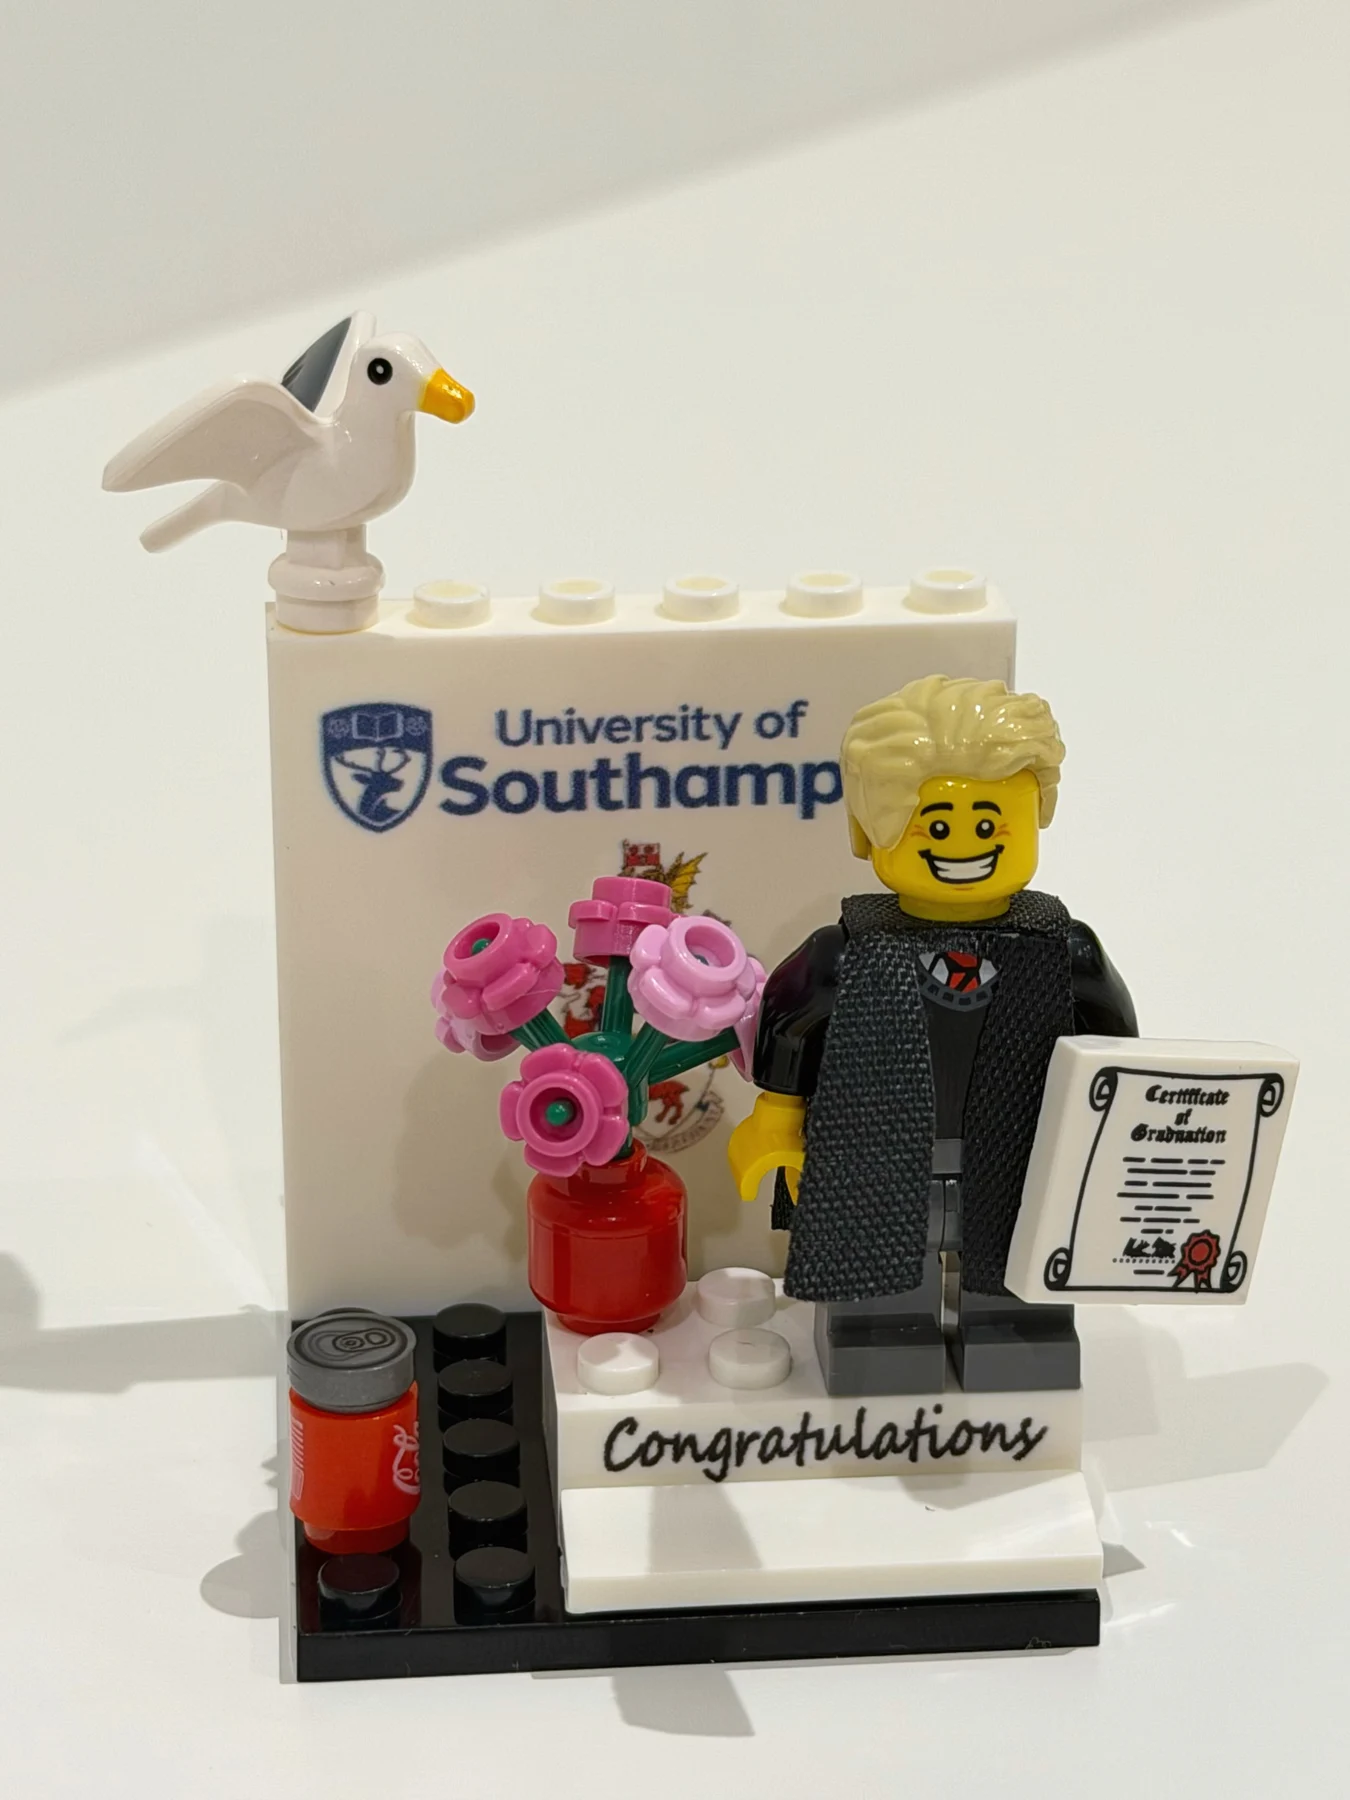 University of
Southamp
Congratulations
Certificate
of
Graduation